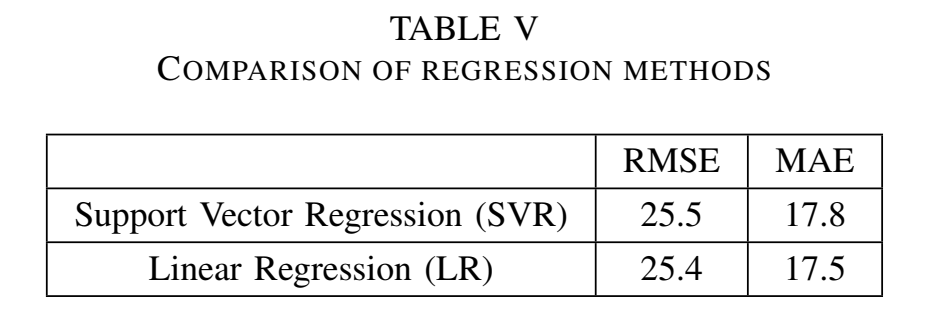 TABLE V
COMPARISON OF REGRESSION METHODS
RMSE MAE
Support Vector Regression (SVR) 25.5 17.8
Linear Regression (LR) 25.4 17.5